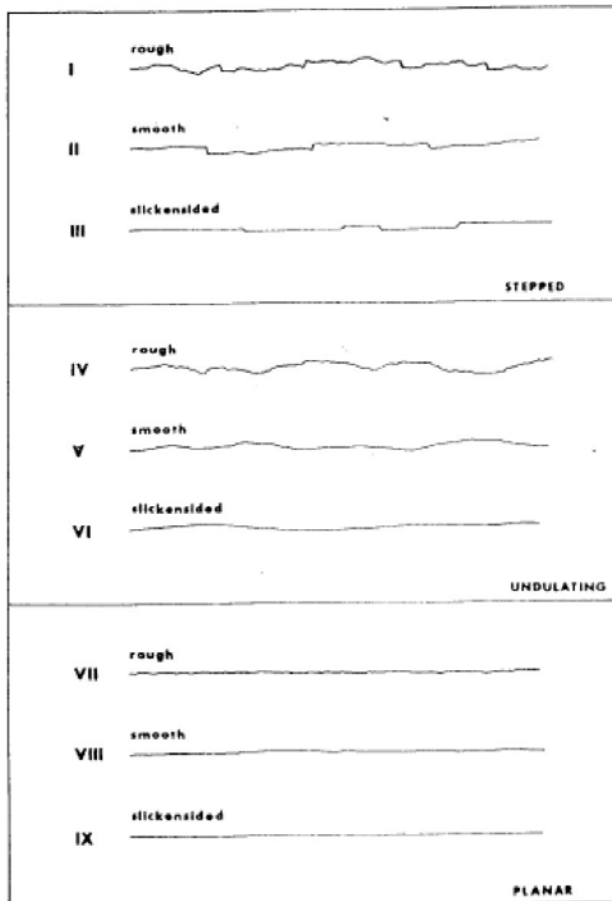 rough
I
smooth
II
slickensided
III
STEPPED
rough
IV
smooth
V
slickensided
VI
UNDULATING
rough
VII
smooth
VIII
slickensided
IX
PLANAR